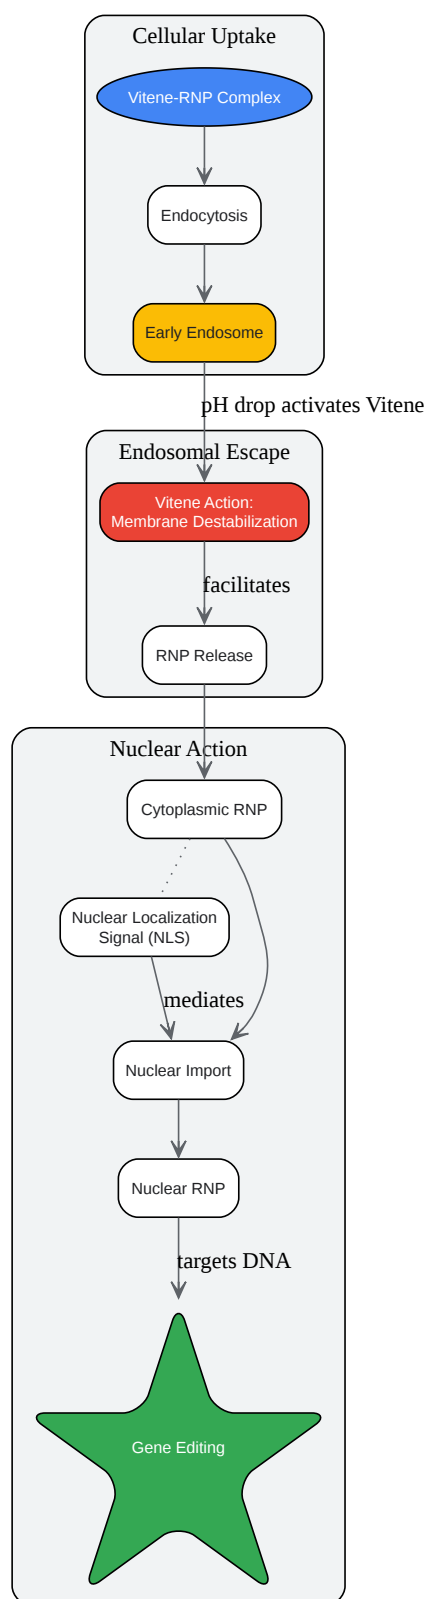 Cellular Uptake
Vitene-RNP Complex
Endocytosis
Early Endosome
pH drop activates Vitene
Endosomal Escape
Vitene Action:
Membrane Destabilization
facilitates
RNP Release
Nuclear Action
Cytoplasmic RNP
Nuclear Localization
Signal (NLS)
mediates
Nuclear Import
Nuclear RNP
targets DNA
Gene Editing